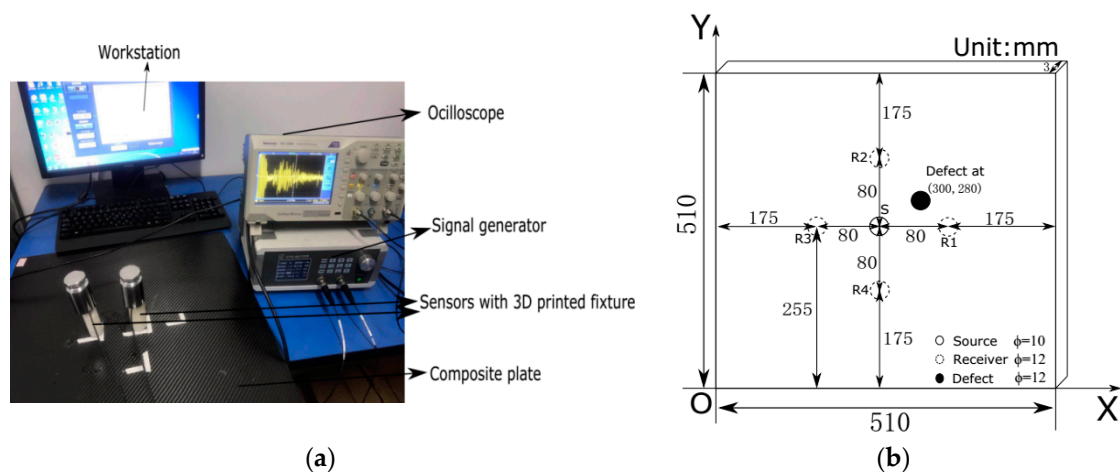 Workstation
Ocilloscope
Signal generator
Sensors with 3D printed fixture
Composite plate
(a)
Y
Unit:mm
175
R2
Defect at
(300, 280)
80
S
510
175
175
R3
80
80
R1
80
R4
255
175
Source ϕ=10
Receiver ϕ=12
Defect ϕ=12
O
X
510
(b)